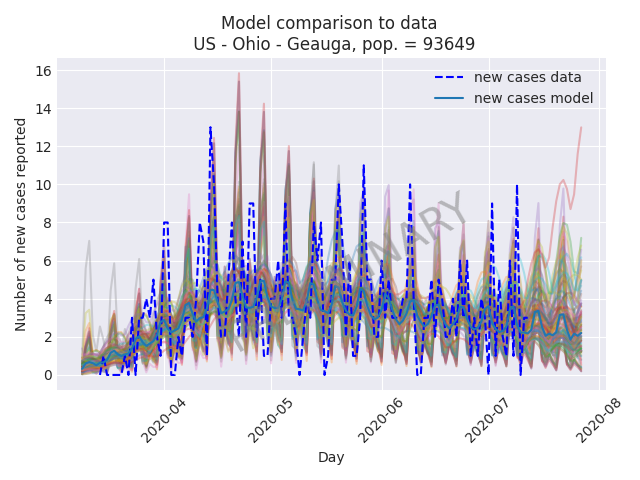 Model comparison to data
US - Ohio - Geauga, pop. = 93649
new cases data
new cases model
Number of new cases reported
16
14
12
10
8
6
4
2
0
2020-04
2020-05
2020-06
2020-07
2020-08
Day